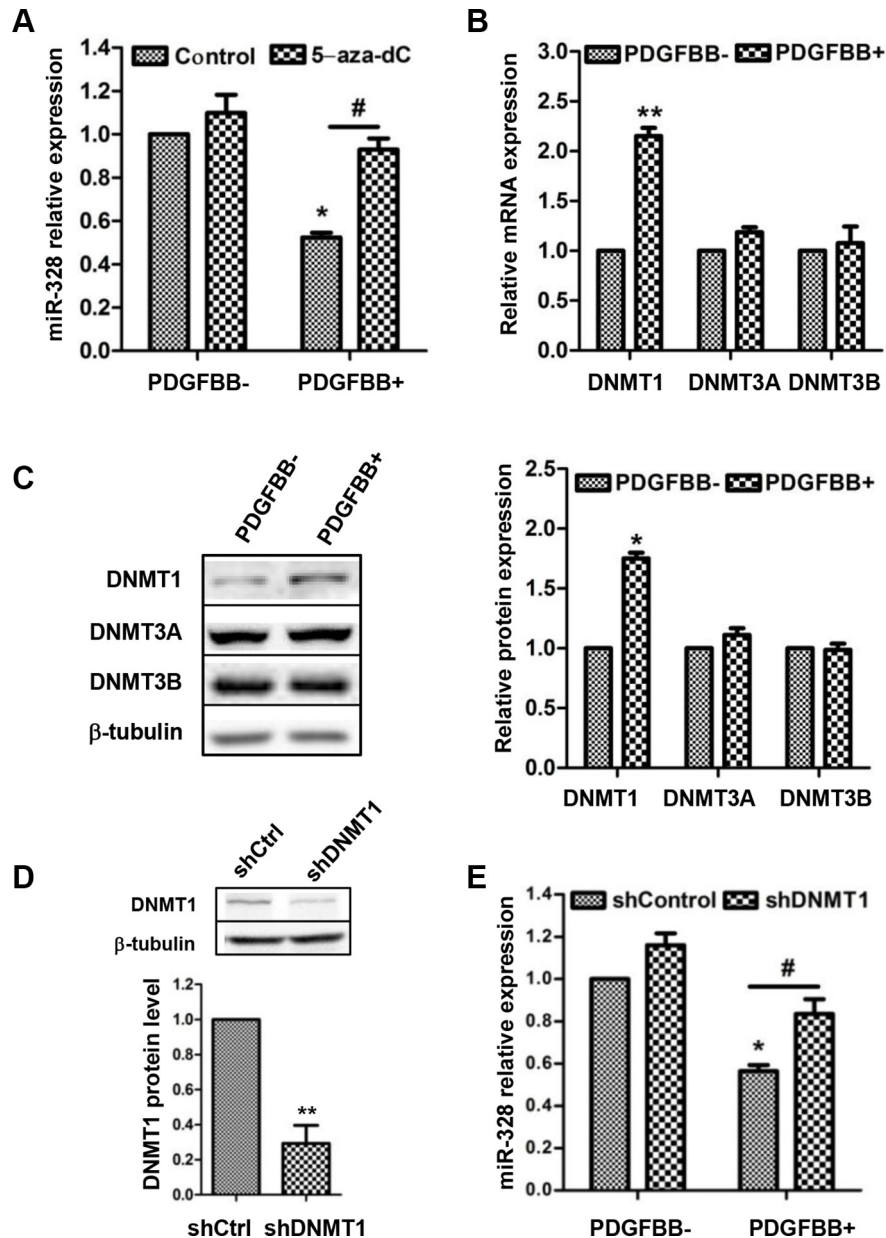 A
miR-328 relative expression
1.4
1.2
1.0
0.8
0.6
0.4
0.2
0.0
Control 5-aza-dC
*
#
PDGFBB- PDGFBB+
B
Relative mRNA expression
3.0
2.5
2.0
1.5
1.0
0.5
0.0
PDGFBB- PDGFBB+
**
DNMT1 DNMT3A DNMT3B
C
PDGFBB- PDGFBB+
DNMT1
DNMT3A
DNMT3B
β-tubulin
Relative protein expression
2.5
2.0
1.5
1.0
0.5
0.0
PDGFBB- PDGFBB+
*
DNMT1 DNMT3A DNMT3B
D
shCtrl shDNMT1
DNMT1
β-tubulin
DNMT1 protein level
1.2
1.0
0.8
0.6
0.4
0.2
0.0
**
shCtrl shDNMT1
E
miR-328 relative expression
1.4
1.2
1.0
0.8
0.6
0.4
0.2
0.0
shControl shDNMT1
*
#
PDGFBB- PDGFBB+